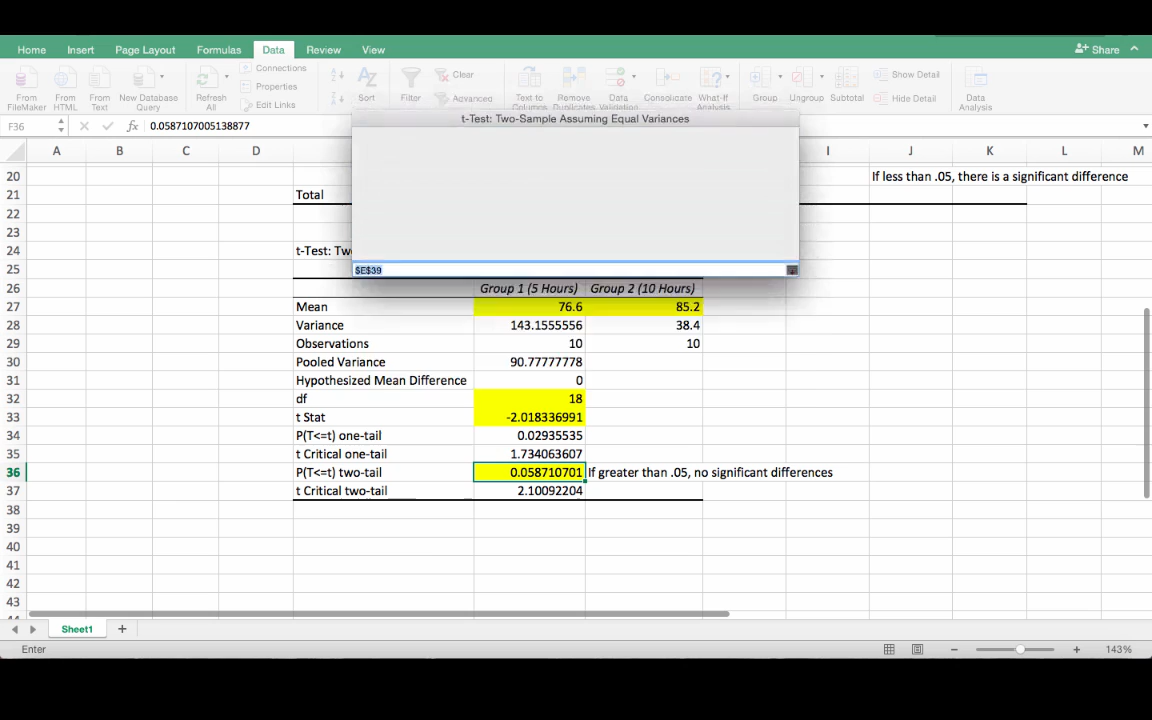 Home Insert Page Layout Formulas Data Review View Share
Connections Clear Show Detail
Properties
Edit Links Advanced Hide Detail
From FileMaker From HTML From Text New Database Query Refresh All Sort Filter Text to Columns Remove Duplicates Data Validation Consolidate What-If Analysis Group Ungroup Subtotal Data Analysis
t-Test: Two-Sample Assuming Equal Variances
F36 fx 0.0587107005138877
A B C D I J K L M
20 If less than .05, there is a significant difference
21 Total
22
23
24 t-Test: Tw
25
$E$39
26 Group 1 (5 Hours) Group 2 (10 Hours)
27 Mean 76.6 85.2
28 Variance 143.1555556 38.4
29 Observations 10 10
30 Pooled Variance 90.77777778
31 Hypothesized Mean Difference 0
32 df 18
33 t Stat -2.018336991
34 P(T<=t) one-tail 0.02935535
35 t Critical one-tail 1.734063607
36 P(T<=t) two-tail 0.058710701 If greater than .05, no significant differences
37 t Critical two-tail 2.10092204
38
39
40
41
42
43
44
Sheet1 +
Enter 143%